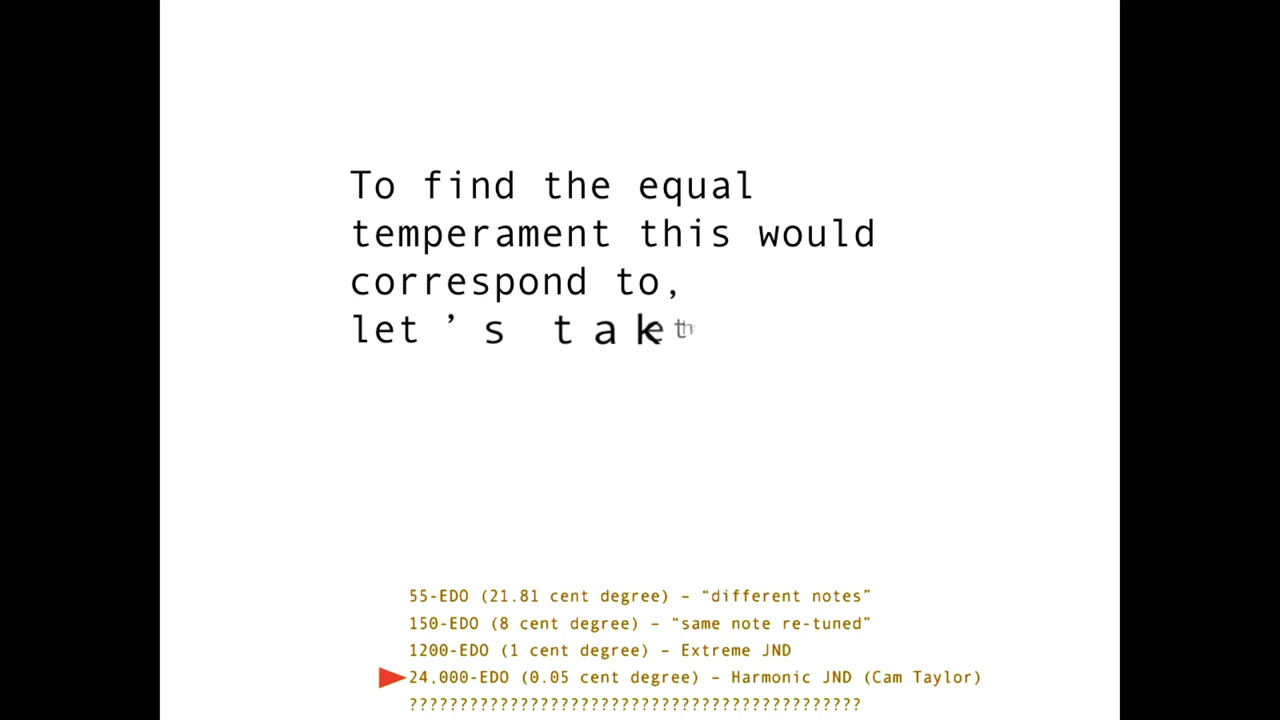 To find the equal
temperament this would
correspond to,
let’s take th
55-EDO (21.81 cent degree) – “different notes”
150-EDO (8 cent degree) – “same note re-tuned”
1200-EDO (1 cent degree) – Extreme JND
24,000-EDO (0.05 cent degree) – Harmonic JND (Cam Taylor)
?????????????????????????????????????????????